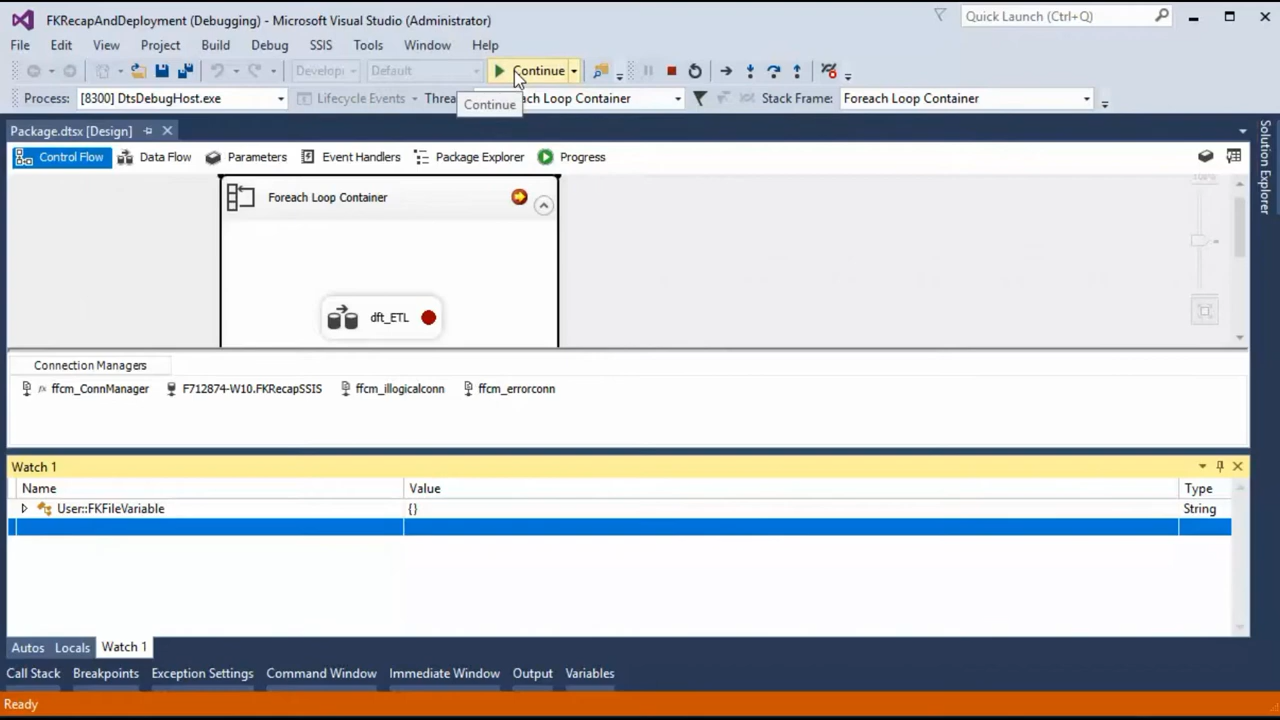 FKRecapAndDeployment (Debugging) - Microsoft Visual Studio (Administrator)
Quick Launch (Ctrl+Q)
File Edit View Project Build Debug SSIS Tools Window Help
Develop Default Continue
Process: [8300] DtsDebugHost.exe Lifecycle Events Foreach Loop Container Stack Frame: Foreach Loop Container
Continue
Package.dtsx [Design]
Control Flow Data Flow Parameters Event Handlers Package Explorer Progress
100%
Foreach Loop Container
dft_ETL
Connection Managers
fx ffcm_ConnManager F712874-W10.FKRecapSSIS ffcm_illogicalconn ffcm_errorconn
Watch 1
Name Value Type
User::FKFileVariable {} String
Autos Locals Watch 1
Call Stack Breakpoints Exception Settings Command Window Immediate Window Output Variables
Ready
Solution Explorer